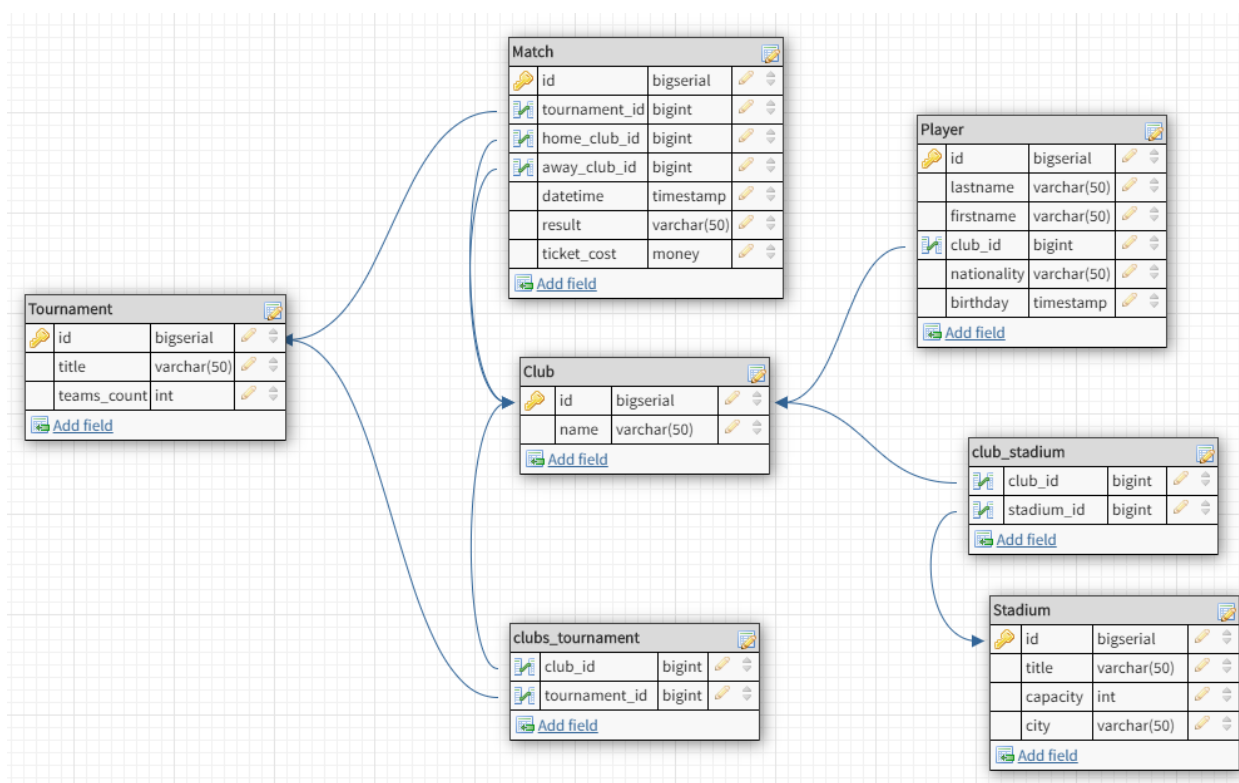 Match
id bigserial
tournament_id bigint
home_club_id bigint
away_club_id bigint
datetime timestamp
result varchar(50)
ticket_cost money
Add field
Player
id bigserial
lastname varchar(50)
firstname varchar(50)
club_id bigint
nationality varchar(50)
birthday timestamp
Add field
Tournament
id bigserial
title varchar(50)
teams_count int
Add field
Club
id bigserial
name varchar(50)
Add field
club_stadium
club_id bigint
stadium_id bigint
Add field
clubs_tournament
club_id bigint
tournament_id bigint
Add field
Stadium
id bigserial
title varchar(50)
capacity int
city varchar(50)
Add field